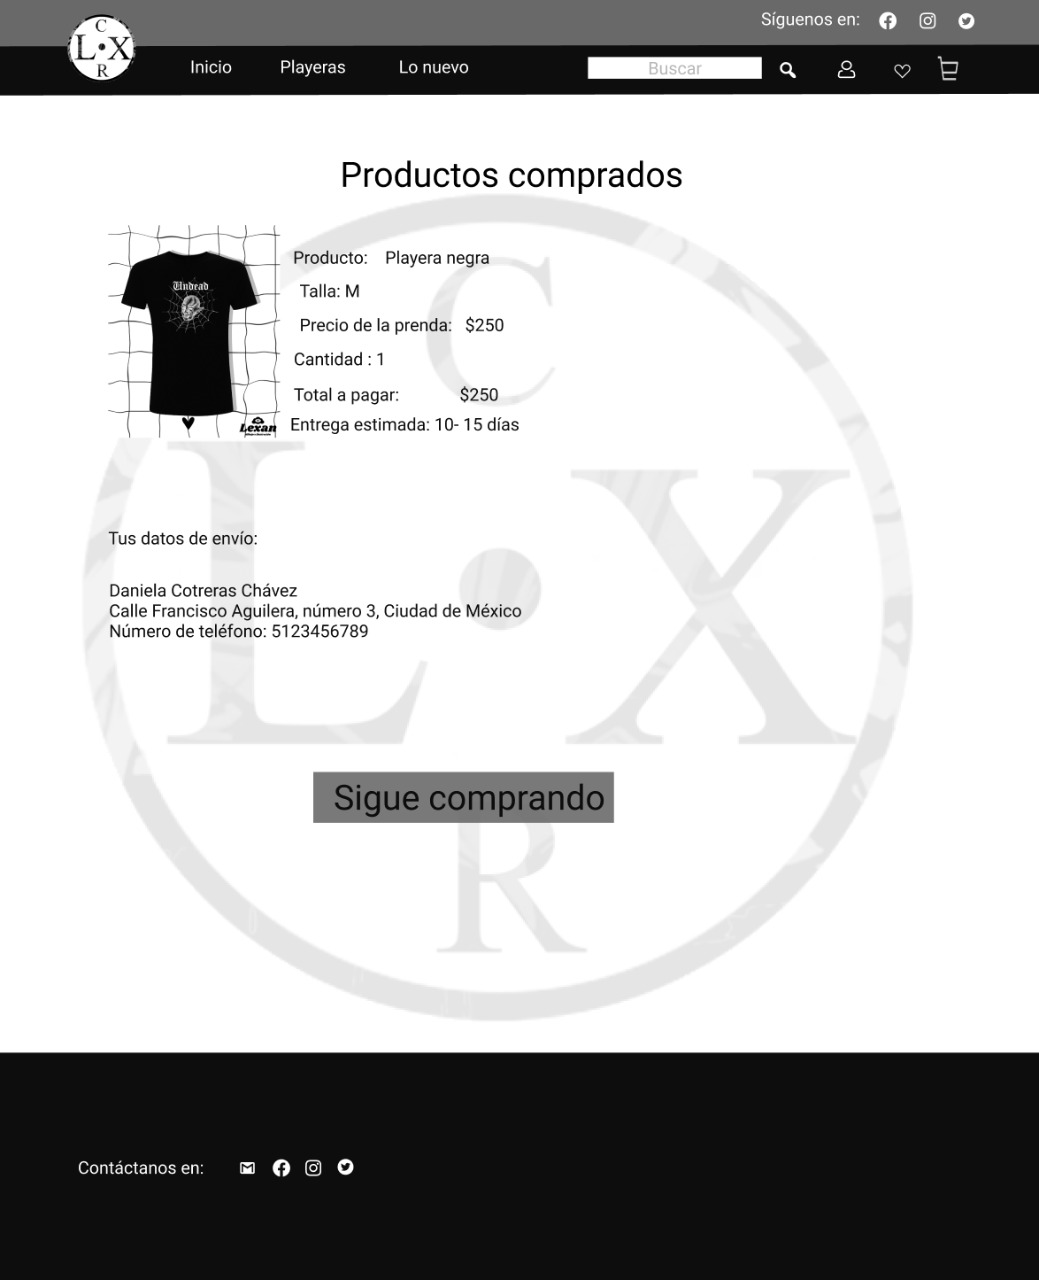 Síguenos en:
C
L X
R
Inicio Playeras Lo nuevo Buscar
Productos comprados
Undead
Lexan
Producto: Playera negra
Talla: M
Precio de la prenda: $250
Cantidad : 1
Total a pagar: $250
Entrega estimada: 10- 15 días
C
L X
R
Tus datos de envío:
Daniela Cotreras Chávez
Calle Francisco Aguilera, número 3, Ciudad de México
Número de teléfono: 5123456789
Sigue comprando
Contáctanos en: